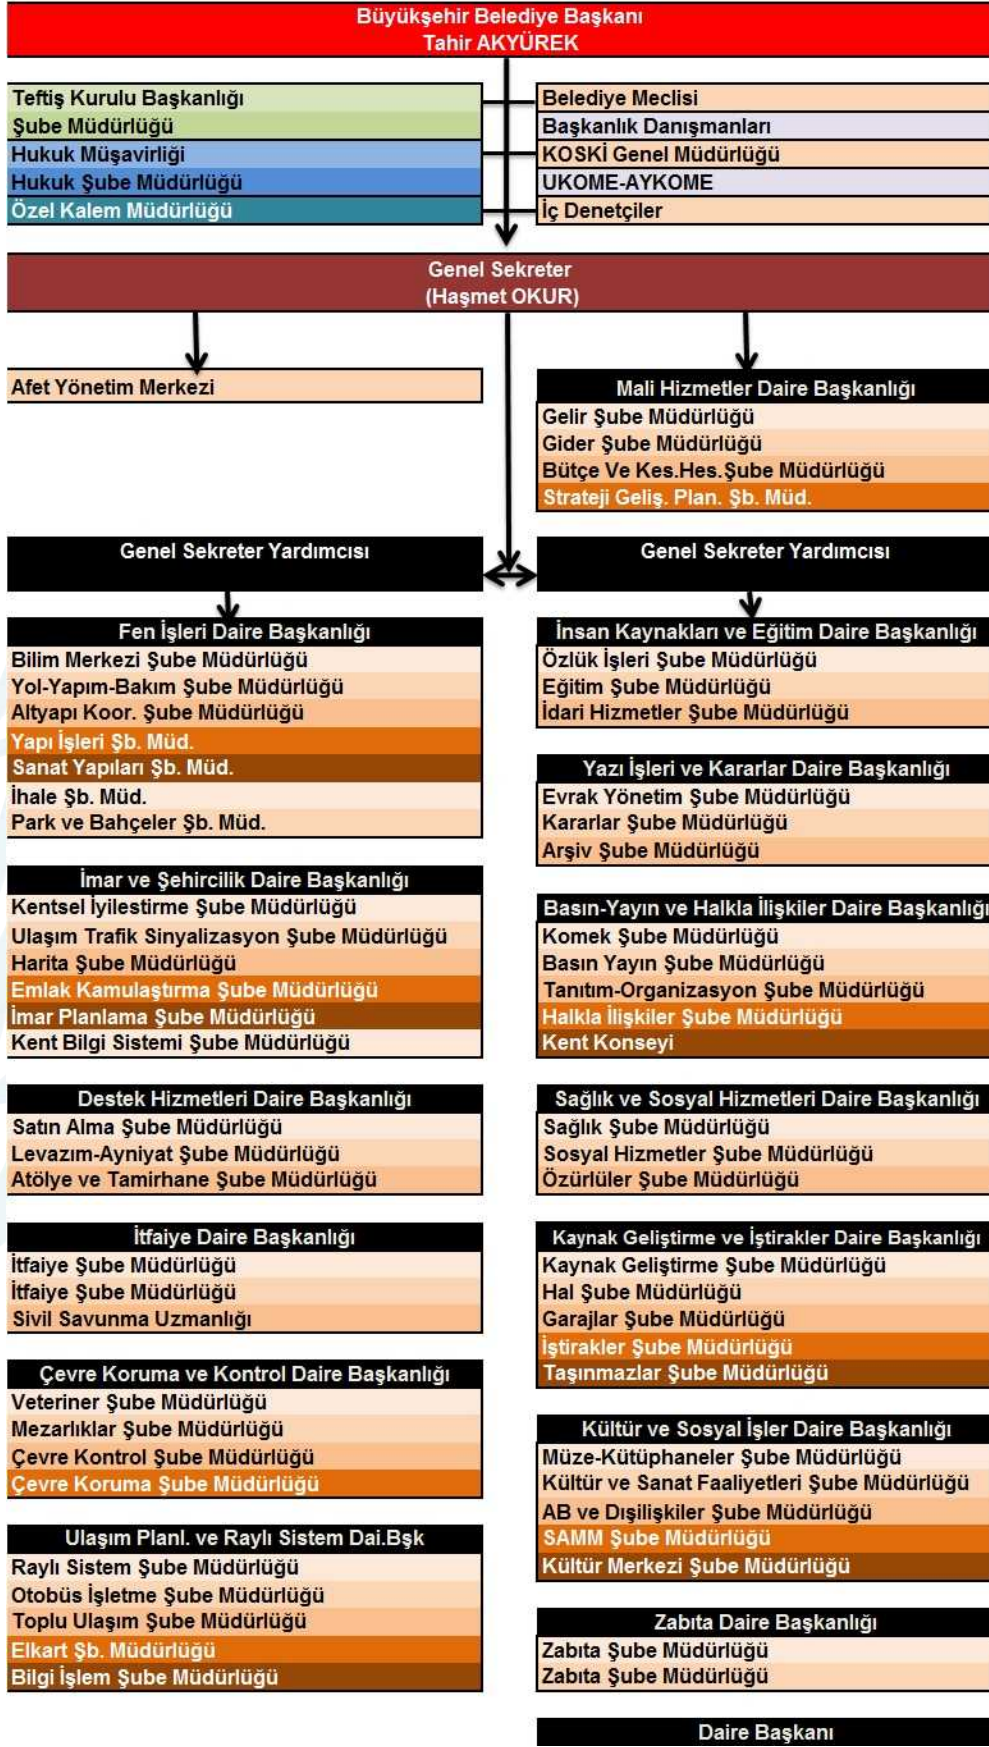 Büyükşehir Belediye Başkanı
Tahir AKYÜREK
Teftiş Kurulu Başkanlığı
Şube Müdürlüğü
Hukuk Müşavirliği
Hukuk Şube Müdürlüğü
Özel Kalem Müdürlüğü
Belediye Meclisi
Başkanlık Danışmanları
KOSKİ Genel Müdürlüğü
UKOME-AYKOME
İç Denetçiler
Genel Sekreter
(Haşmet OKUR)
Afet Yönetim Merkezi
Mali Hizmetler Daire Başkanlığı
Gelir Şube Müdürlüğü
Gider Şube Müdürlüğü
Bütçe Ve Kes.Hes.Şube Müdürlüğü
Strateji Geliş. Plan. Şb. Müd.
Genel Sekreter Yardımcısı
Fen İşleri Daire Başkanlığı
Bilim Merkezi Şube Müdürlüğü
Yol-Yapım-Bakım Şube Müdürlüğü
Altyapı Koor. Şube Müdürlüğü
Yapı İşleri Şb. Müd.
Sanat Yapıları Şb. Müd.
İhale Şb. Müd.
Park ve Bahçeler Şb. Müd.
İmar ve Şehircilik Daire Başkanlığı
Kentsel İyilestirme Şube Müdürlüğü
Ulaşım Trafik Sinyalizasyon Şube Müdürlüğü
Harita Şube Müdürlüğü
Emlak Kamulaştırma Şube Müdürlüğü
İmar Planlama Şube Müdürlüğü
Kent Bilgi Sistemi Şube Müdürlüğü
Destek Hizmetleri Daire Başkanlığı
Satın Alma Şube Müdürlüğü
Levazım-Ayniyat Şube Müdürlüğü
Atölye ve Tamirhane Şube Müdürlüğü
İtfaiye Daire Başkanlığı
İtfaiye Şube Müdürlüğü
İtfaiye Şube Müdürlüğü
Sivil Savunma Uzmanlığı
Çevre Koruma ve Kontrol Daire Başkanlığı
Veteriner Şube Müdürlüğü
Mezarlıklar Şube Müdürlüğü
Çevre Kontrol Şube Müdürlüğü
Çevre Koruma Şube Müdürlüğü
Ulaşım Planl. ve Raylı Sistem Dai.Bşk
Raylı Sistem Şube Müdürlüğü
Otobüs İşletme Şube Müdürlüğü
Toplu Ulaşım Şube Müdürlüğü
Elkart Şb. Müdürlüğü
Bilgi İşlem Şube Müdürlüğü
Genel Sekreter Yardımcısı
İnsan Kaynakları ve Eğitim Daire Başkanlığı
Özlük İşleri Şube Müdürlüğü
Eğitim Şube Müdürlüğü
İdari Hizmetler Şube Müdürlüğü
Yazı İşleri ve Kararlar Daire Başkanlığı
Evrak Yönetim Şube Müdürlüğü
Kararlar Şube Müdürlüğü
Arşiv Şube Müdürlüğü
Basın-Yayın ve Halkla İlişkiler Daire Başkanlığı
Komek Şube Müdürlüğü
Basın Yayın Şube Müdürlüğü
Tanıtım-Organizasyon Şube Müdürlüğü
Halkla İlişkiler Şube Müdürlüğü
Kent Konseyi
Sağlık ve Sosyal Hizmetleri Daire Başkanlığı
Sağlık Şube Müdürlüğü
Sosyal Hizmetler Şube Müdürlüğü
Özürlüler Şube Müdürlüğü
Kaynak Geliştirme ve İştirakler Daire Başkanlığı
Kaynak Geliştirme Şube Müdürlüğü
Hal Şube Müdürlüğü
Garajlar Şube Müdürlüğü
İştirakler Şube Müdürlüğü
Taşınmazlar Şube Müdürlüğü
Kültür ve Sosyal İşler Daire Başkanlığı
Müze-Kütüphaneler Şube Müdürlüğü
Kültür ve Sanat Faaliyetleri Şube Müdürlüğü
AB ve Dışilişkiler Şube Müdürlüğü
SAMM Şube Müdürlüğü
Kültür Merkezi Şube Müdürlüğü
Zabıta Daire Başkanlığı
Zabıta Şube Müdürlüğü
Zabıta Şube Müdürlüğü
Daire Başkanı